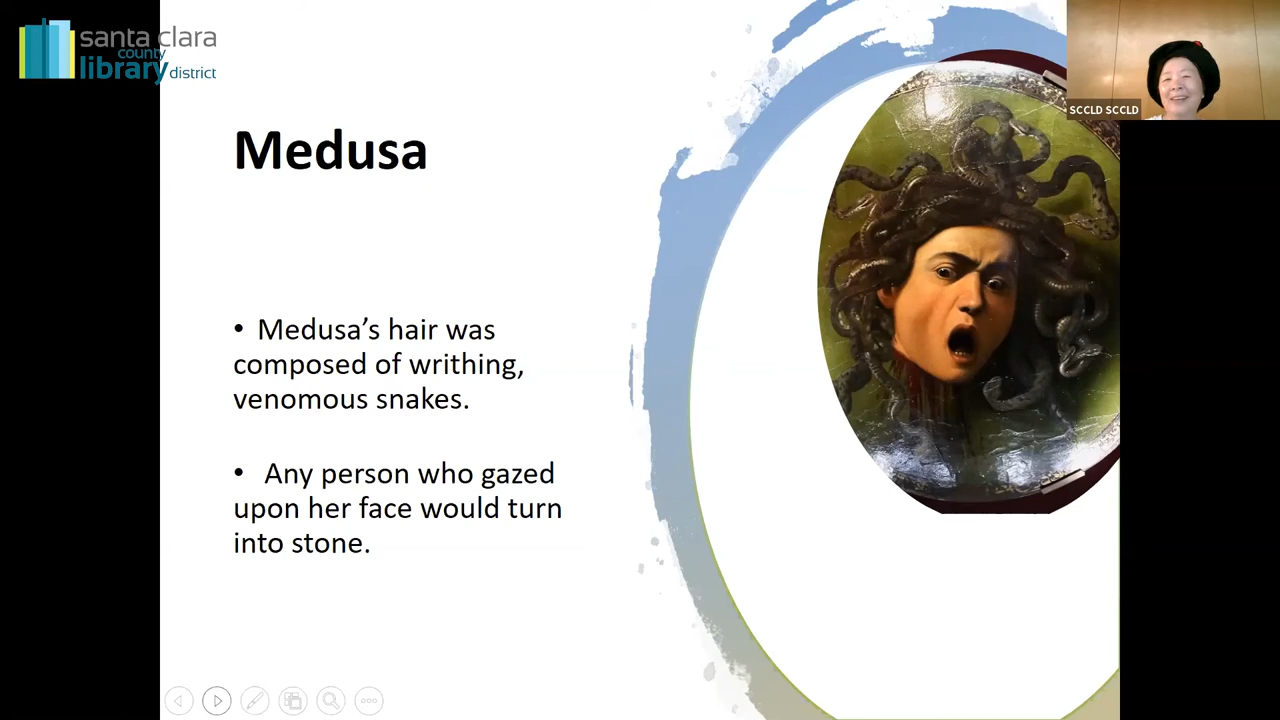 santa clara
county
library district
SCCLD SCCLD
Medusa
• Medusa’s hair was
composed of writhing,
venomous snakes.
• Any person who gazed
upon her face would turn
into stone.